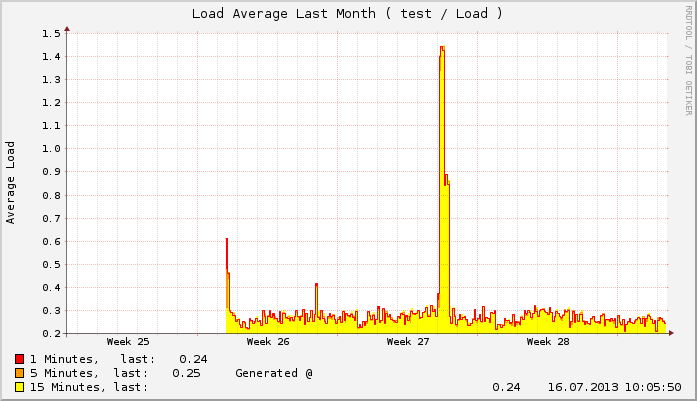 Load Average Last Month ( test / Load )
RRDTOOL / TOBI OETIKER
Average Load
1.5
1.4
1.3
1.2
1.1
1.0
0.9
0.8
0.7
0.6
0.5
0.4
0.3
0.2
Week 25 Week 26 Week 27 Week 28
1 Minutes, last: 0.24
5 Minutes, last: 0.25 Generated @
15 Minutes, last: 0.24 16.07.2013 10:05:50